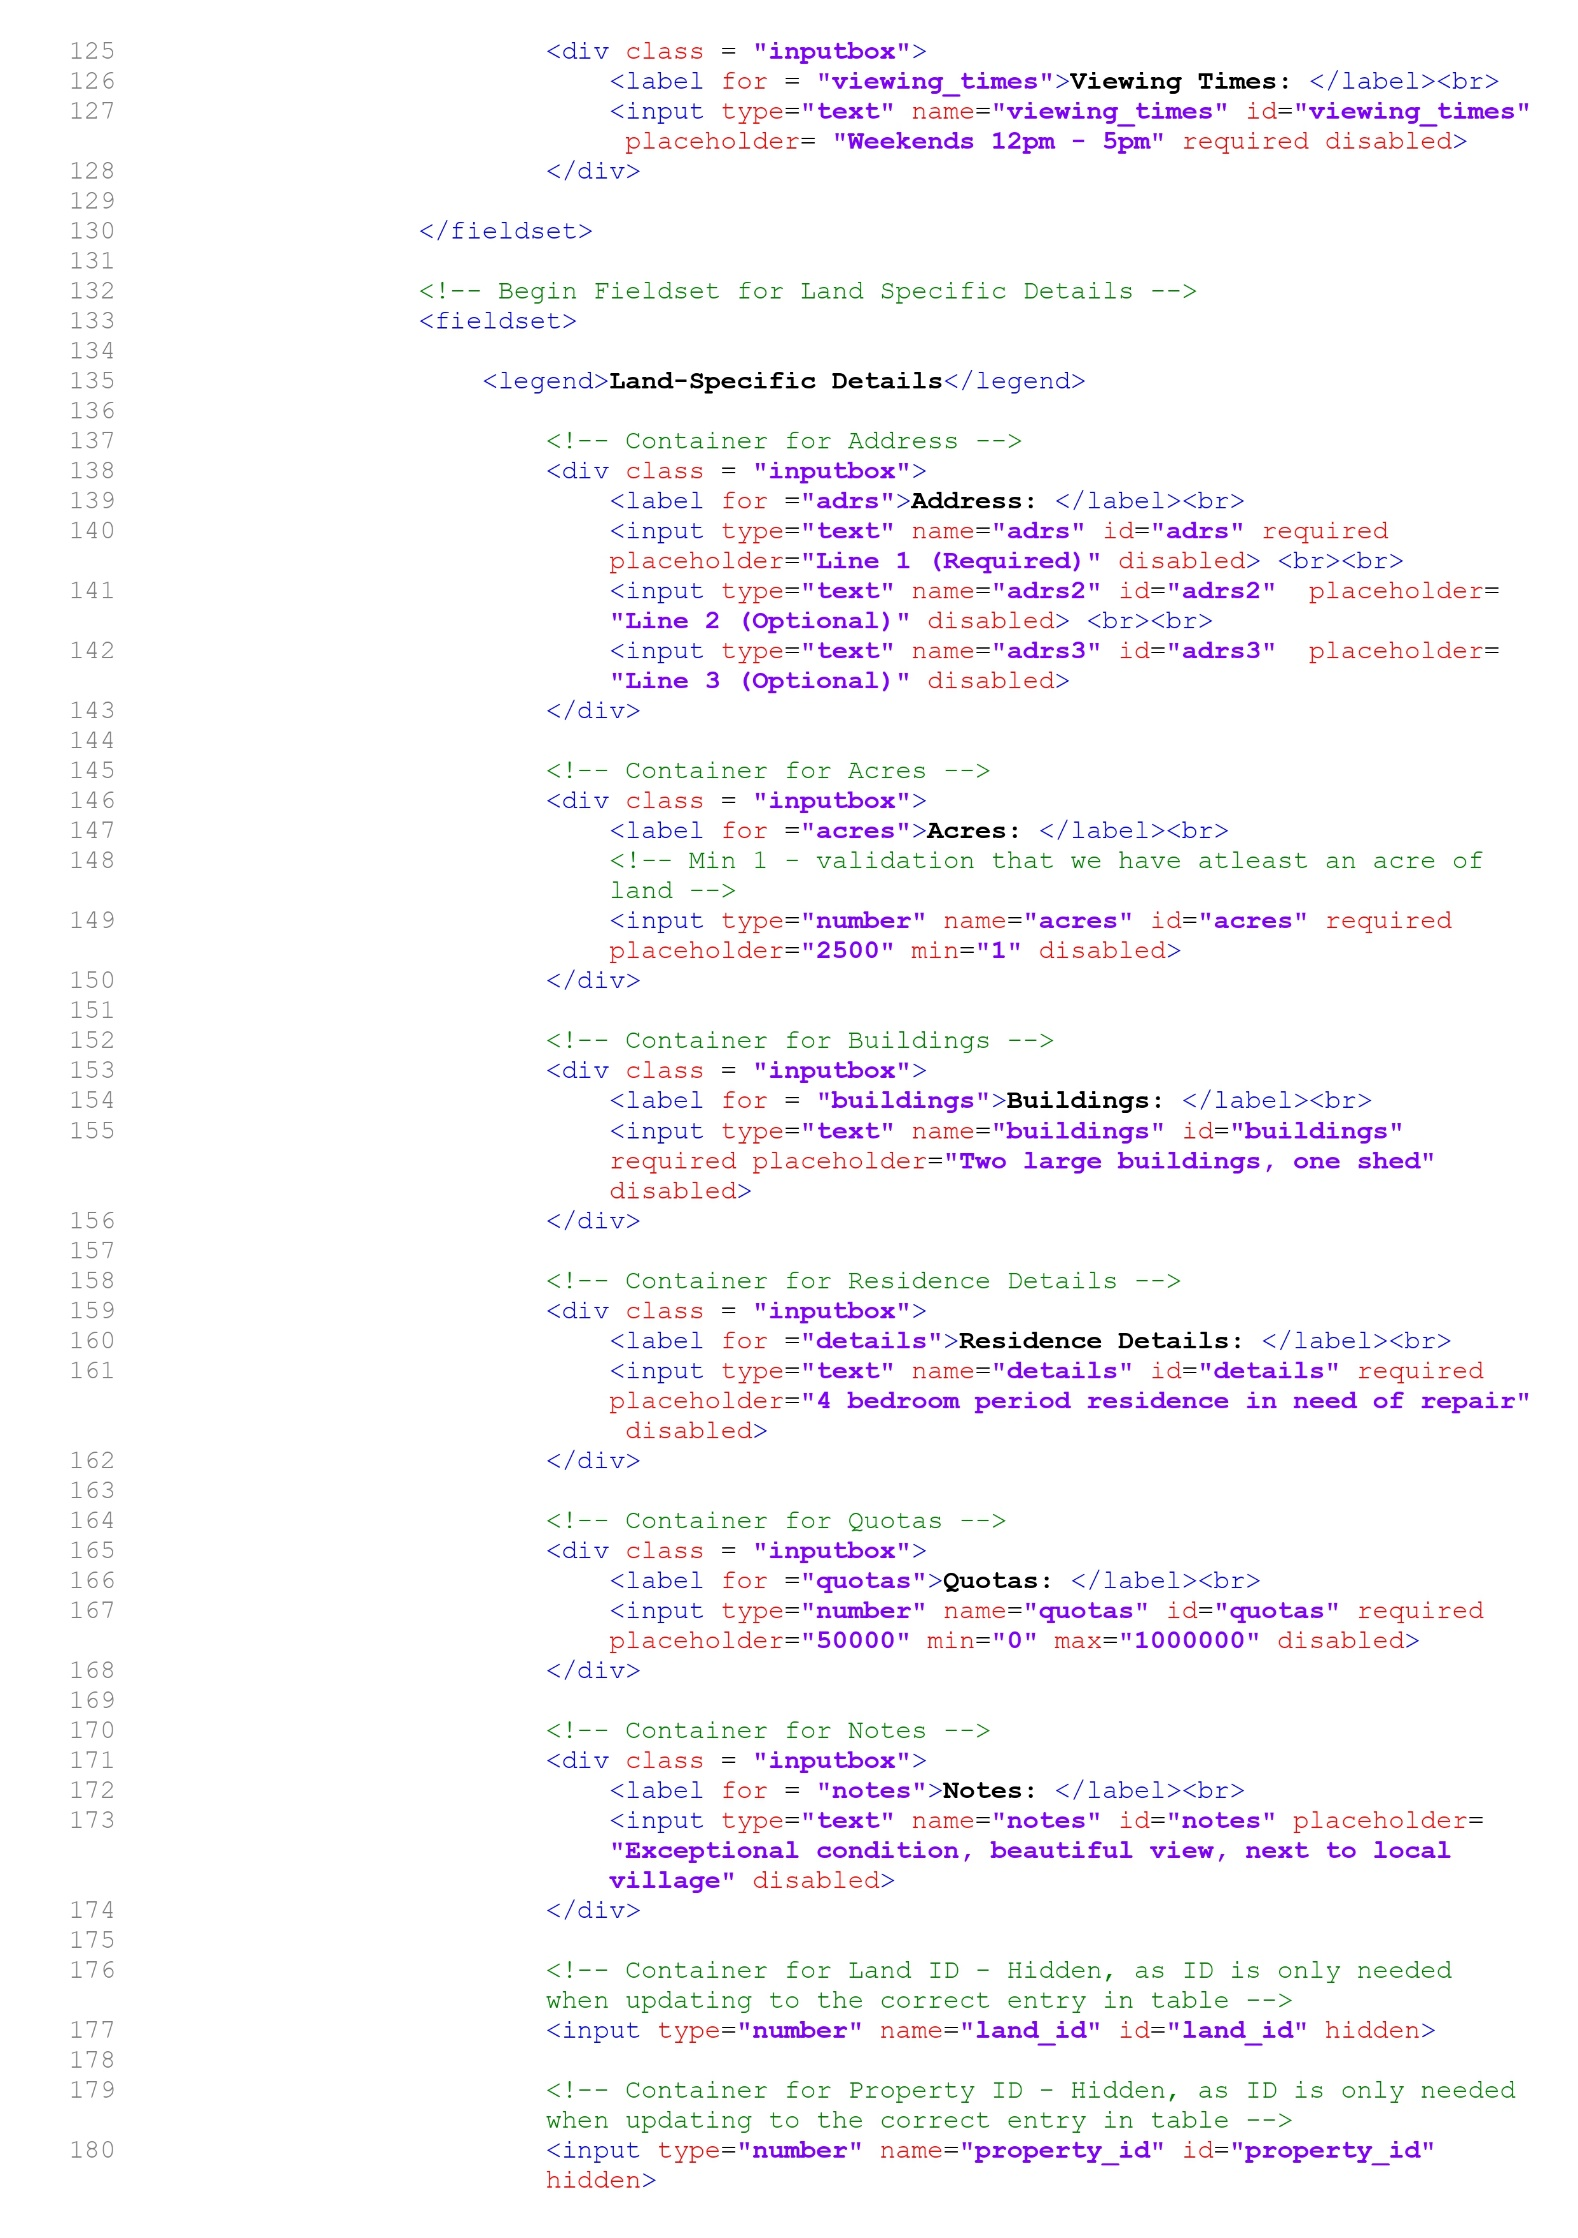 125 <div class = "inputbox">
126 <label for = "viewing_times">Viewing Times: </label><br>
127 <input type="text" name="viewing_times" id="viewing_times"
placeholder= "Weekends 12pm - 5pm" required disabled>
128 </div>
129
130 </fieldset>
131
132 <!-- Begin Fieldset for Land Specific Details -->
133 <fieldset>
134
135 <legend>Land-Specific Details</legend>
136
137 <!-- Container for Address -->
138 <div class = "inputbox">
139 <label for ="adrs">Address: </label><br>
140 <input type="text" name="adrs" id="adrs" required
placeholder="Line 1 (Required)" disabled> <br><br>
141 <input type="text" name="adrs2" id="adrs2"  placeholder=
"Line 2 (Optional)" disabled> <br><br>
142 <input type="text" name="adrs3" id="adrs3"  placeholder=
"Line 3 (Optional)" disabled>
143 </div>
144
145 <!-- Container for Acres -->
146 <div class = "inputbox">
147 <label for ="acres">Acres: </label><br>
148 <!-- Min 1 - validation that we have atleast an acre of
land -->
149 <input type="number" name="acres" id="acres" required
placeholder="2500" min="1" disabled>
150 </div>
151
152 <!-- Container for Buildings -->
153 <div class = "inputbox">
154 <label for = "buildings">Buildings: </label><br>
155 <input type="text" name="buildings" id="buildings"
required placeholder="Two large buildings, one shed"
disabled>
156 </div>
157
158 <!-- Container for Residence Details -->
159 <div class = "inputbox">
160 <label for ="details">Residence Details: </label><br>
161 <input type="text" name="details" id="details" required
placeholder="4 bedroom period residence in need of repair"
disabled>
162 </div>
163
164 <!-- Container for Quotas -->
165 <div class = "inputbox">
166 <label for ="quotas">Quotas: </label><br>
167 <input type="number" name="quotas" id="quotas" required
placeholder="50000" min="0" max="1000000" disabled>
168 </div>
169
170 <!-- Container for Notes -->
171 <div class = "inputbox">
172 <label for = "notes">Notes: </label><br>
173 <input type="text" name="notes" id="notes" placeholder=
"Exceptional condition, beautiful view, next to local
village" disabled>
174 </div>
175
176 <!-- Container for Land ID - Hidden, as ID is only needed
when updating to the correct entry in table -->
177 <input type="number" name="land_id" id="land_id" hidden>
178
179 <!-- Container for Property ID - Hidden, as ID is only needed
when updating to the correct entry in table -->
180 <input type="number" name="property_id" id="property_id"
hidden>